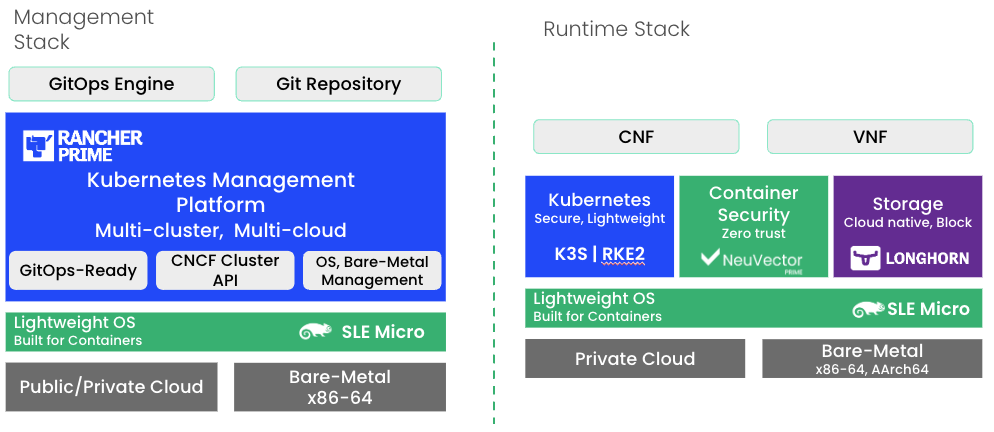 Management
Stack
GitOps Engine
Git Repository
RANCHER
PRIME
Kubernetes Management
Platform
Multi-cluster, Multi-cloud
GitOps-Ready
CNCF Cluster
API
OS, Bare-Metal
Management
Lightweight OS
Built for Containers
SLE Micro
Public/Private Cloud
Bare-Metal
x86-64
Runtime Stack
CNF
VNF
Kubernetes
Secure, Lightweight
K3S | RKE2
Container
Security
Zero trust
NeuVector
PRIME
Storage
Cloud native, Block
LONGHORN
Lightweight OS
Built for Containers
SLE Micro
Private Cloud
Bare-Metal
x86-64, AArch64